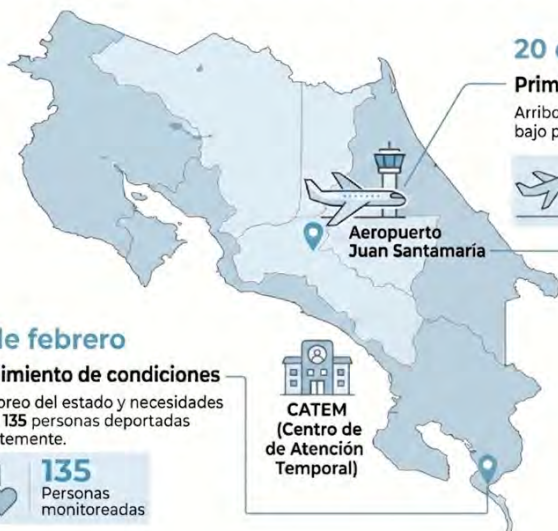 20
Prim
Arribo
bajo p
Aeropuerto
Juan Santamaría
de febrero
imiento de condiciones
oreo del estado y necesidades
135 personas deportadas
temente.
135
Personas
monitoreadas
CATEM
(Centro de
de Atención
Temporal)